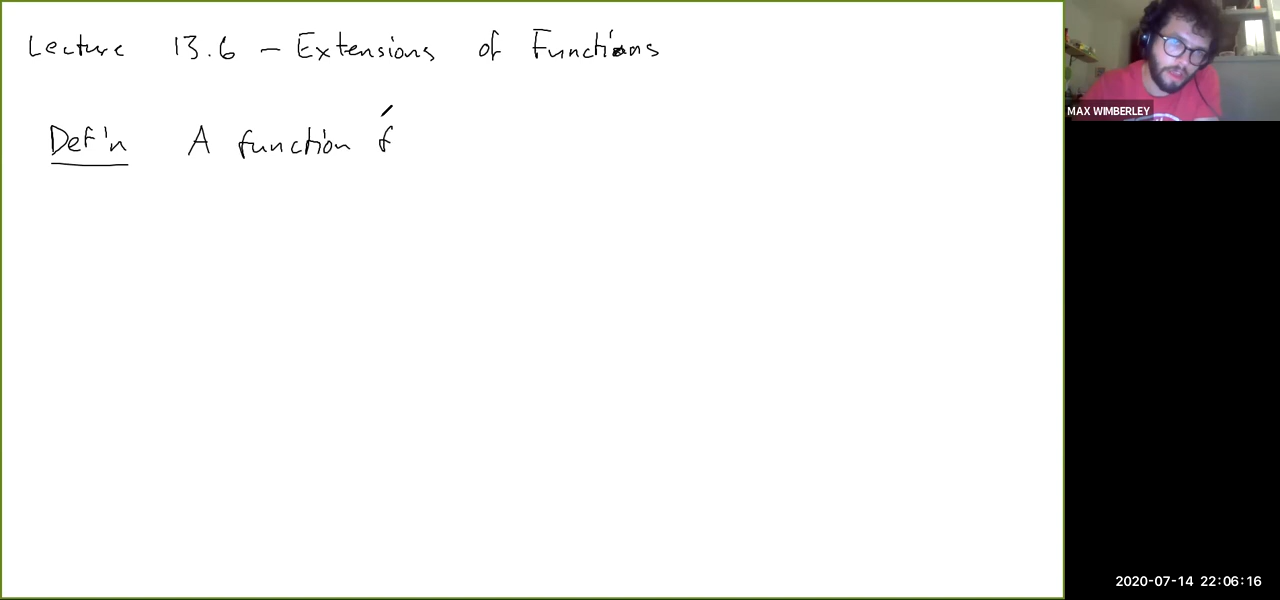 Lecture 13.6 – Extensions of Functions
Def'n A function f
MAX WIMBERLEY
2020-07-14 22:06:16